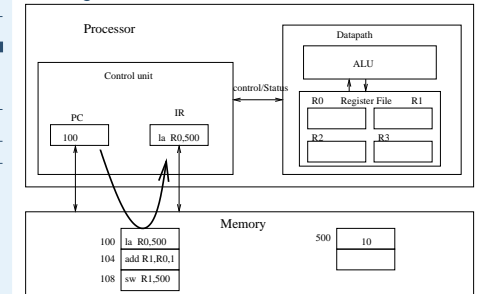 Processor
Datapath
ALU
Control unit
control/Status
R0 Register File R1
PC
IR
100
la R0,500
R2
R3
Memory
100 la R0,500
104 add R1,R0,1
108 sw R1,500
500 10